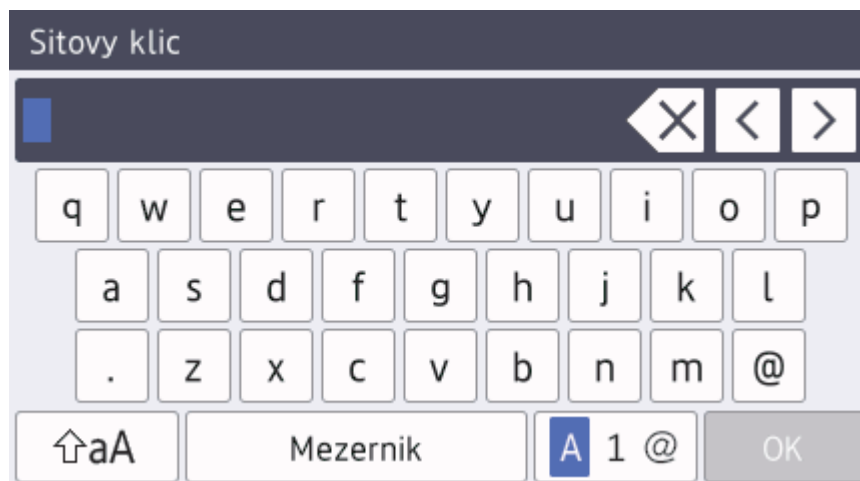 Sitovy klic
q w e r t y u i o p
a s d f g h j k l
. z x c v b n m @
aA Mezernik A 1 @ OK